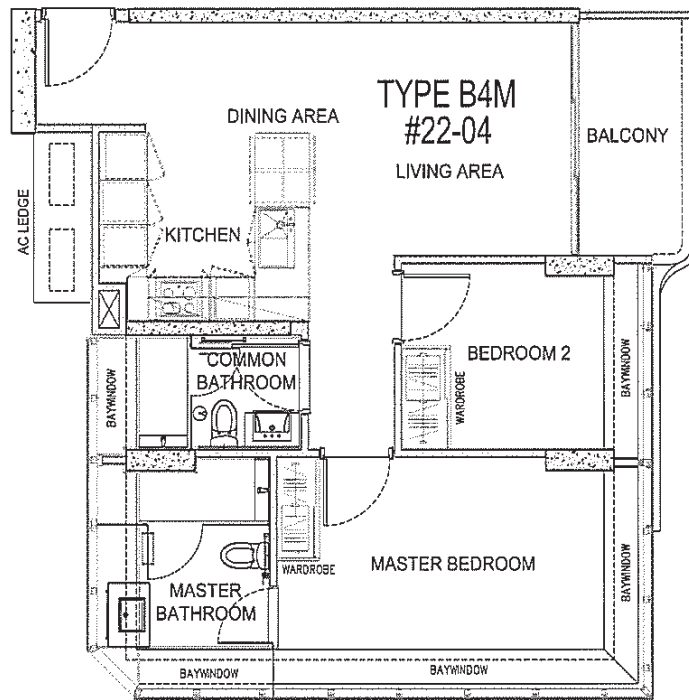 TYPE B4M
#22-04
DINING AREA
LIVING AREA
BALCONY
AC LEDGE
KITCHEN
COMMON
BATHROOM
BAYWINDOW
BEDROOM 2
WARDROBE
BAYWINDOW
MASTER BEDROOM
WARDROBE
MASTER
BATHROOM
BAYWINDOW
BAYWINDOW
BAYWINDOW